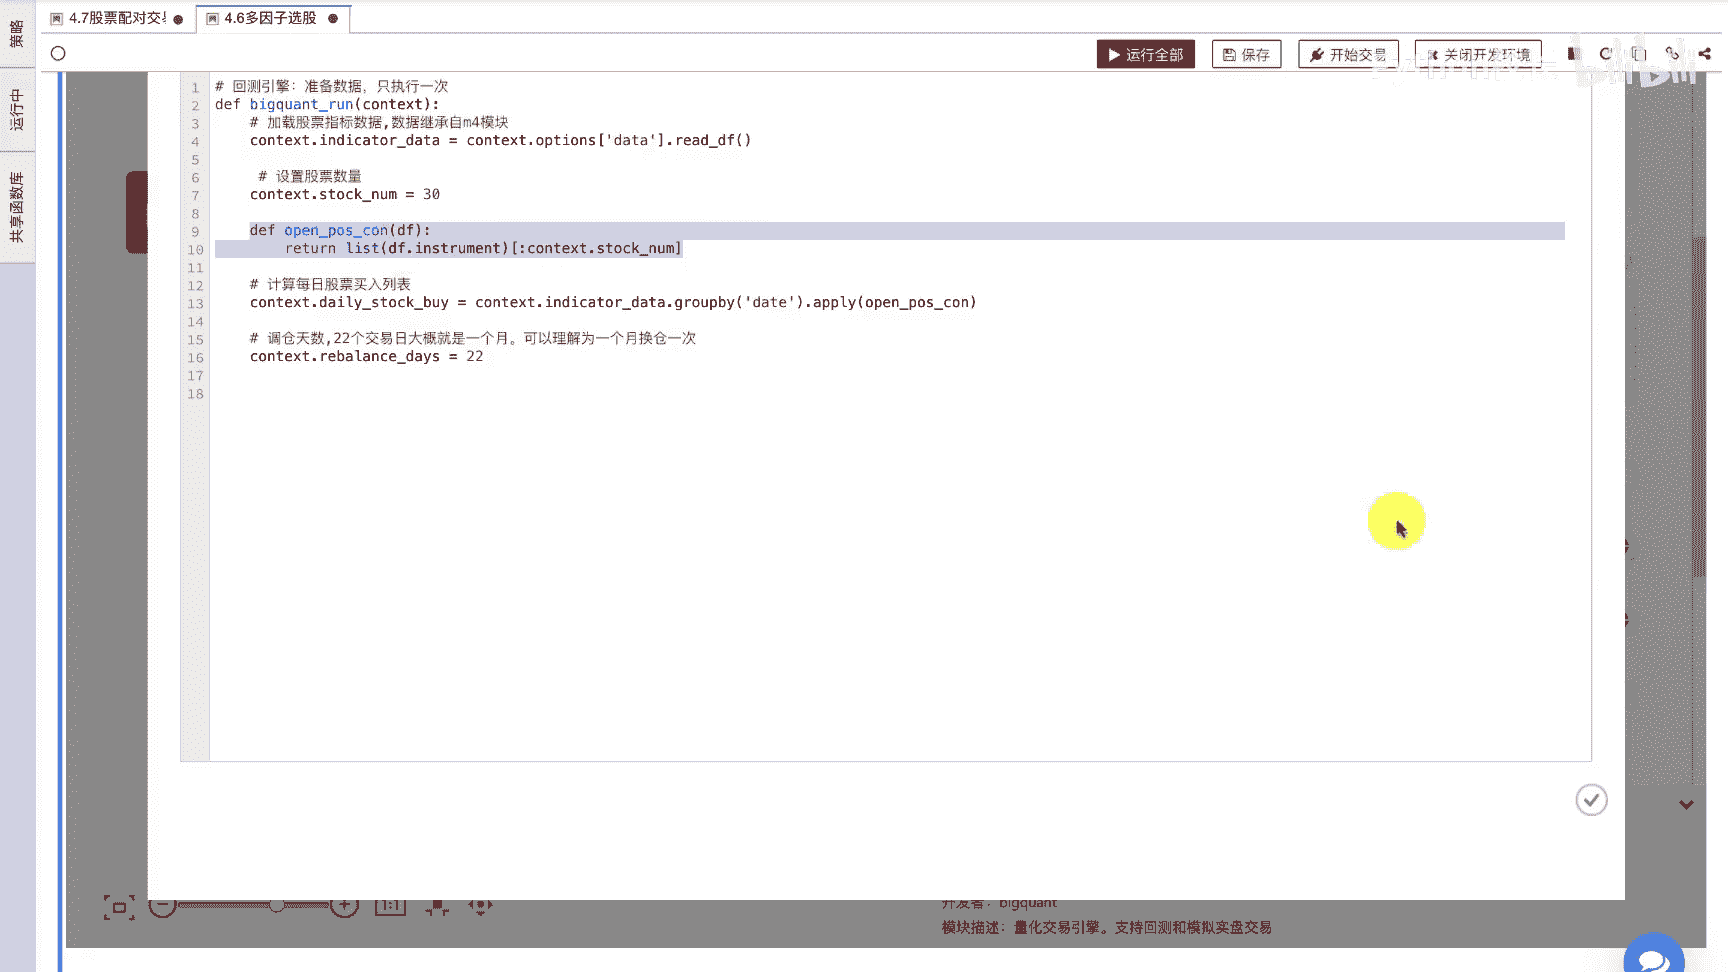 4.7股票配对交易
4.6多因子选股
策略
运行中
共享函数库
运行全部
保存
开始交易
关闭开发环境
bilibili
1 # 回测引擎：准备数据，只执行一次
2 def bigquant_run(context):
3 # 加载股票指标数据,数据继承自m4模块
4 context.indicator_data = context.options['data'].read_df()
5
6 # 设置股票数量
7 context.stock_num = 30
8
9 def open_pos_con(df):
10 return list(df.instrument)[:context.stock_num]
11
12 # 计算每日股票买入列表
13 context.daily_stock_buy = context.indicator_data.groupby('date').apply(open_pos_con)
14
15 # 调仓天数,22个交易日大概就是一个月。可以理解为一个月换仓一次
16 context.rebalance_days = 22
17
18
1:1
开发者：bigquant
模块描述：量化交易引擎。支持回测和模拟实盘交易